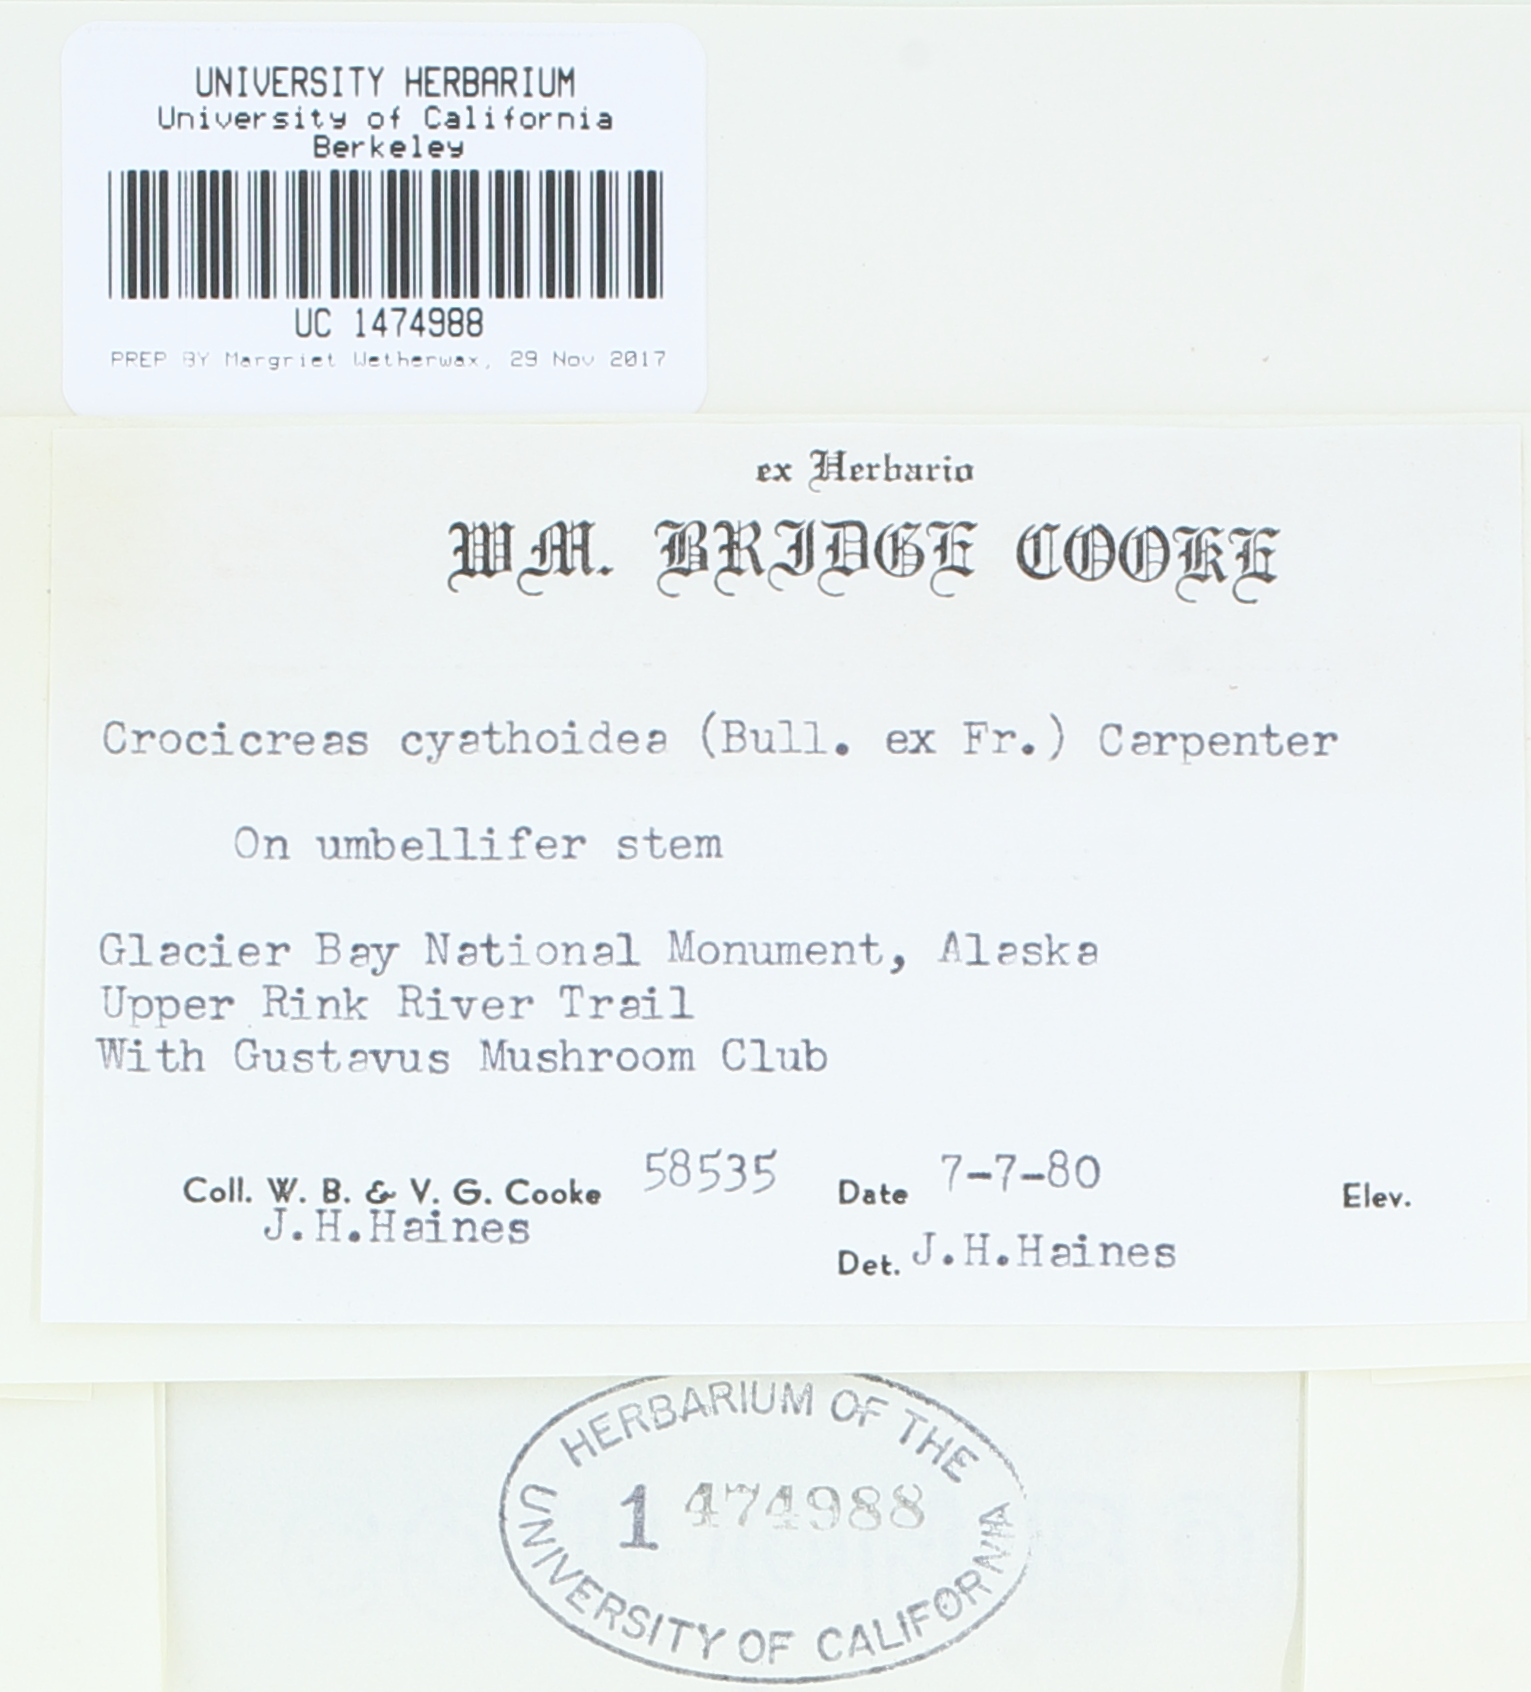 UNIVERSITY HERBARIUM
University of California
Berkeley
UC 1474988
PREP BY Margriet Wetherwax, 29 Nov 2017
ex Herbario
WM. BRIDGE COOKE
Crocicreas cyathoidea (Bull. ex Fr.) Carpenter
On umbellifer stem
Glacier Bay National Monument, Alaska
Upper Rink River Trail
With Gustavus Mushroom Club
Coll. W. B. & V. G. Cooke 58535 Date 7-7-80 Elev.
J.H.Haines
Det. J.H.Haines
HERBARIUM OF THE
1 474988
UNIVERSITY OF CALIFORNIA